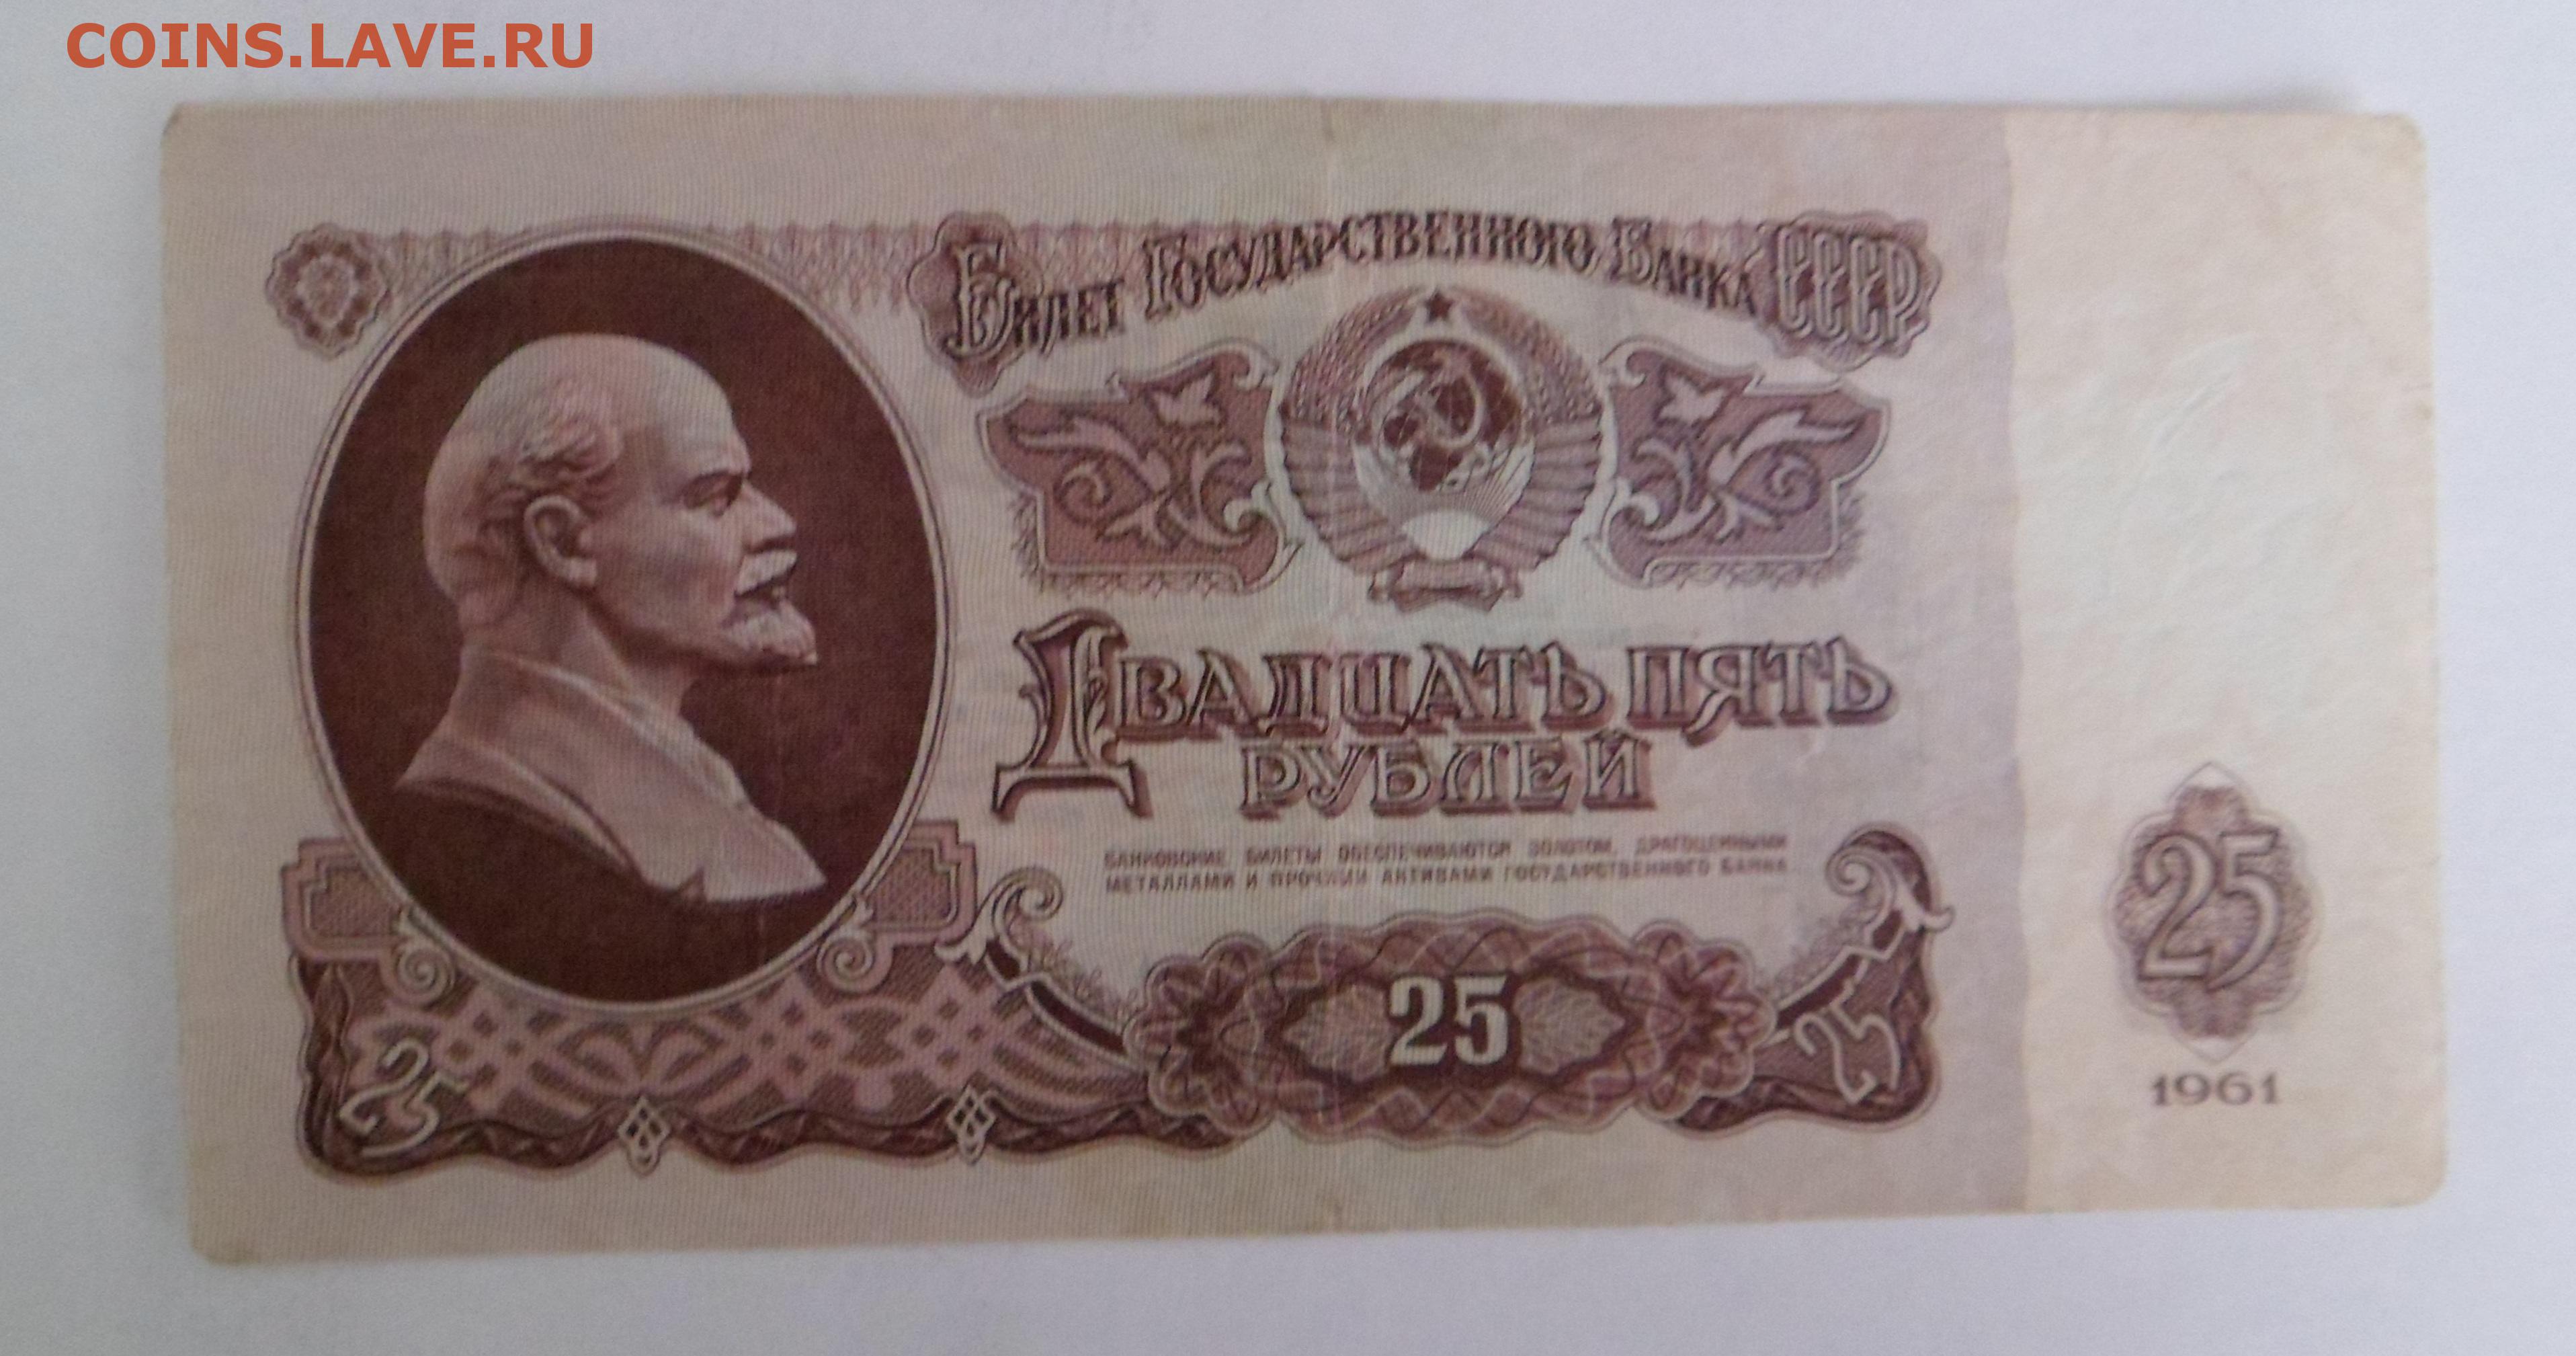 COINS.LAVE.RU
Билет Государственного Банка СССР
Двадцать пять
рублей
БАНКОВСКИЕ БИЛЕТЫ ОБЕСПЕЧИВАЮТСЯ ЗОЛОТОМ, ДРАГОЦЕННЫМИ
МЕТАЛЛАМИ И ПРОЧИМИ АКТИВАМИ ГОСУДАРСТВЕННОГО БАНКА
25
25
25
25
1961